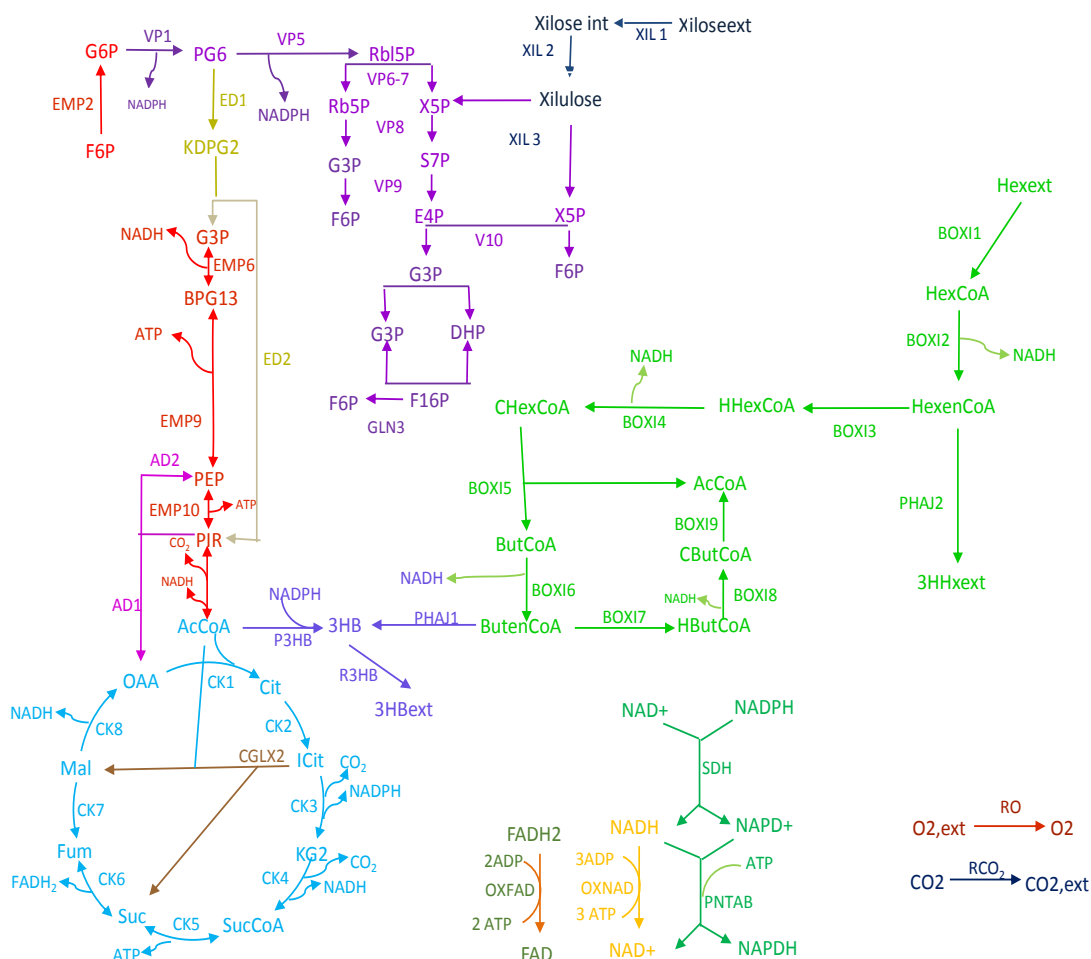 Xilose int
XIL 1
Xiloseext
VP1
VP5
G6P
PG6
Rbl5P
XIL 2
NADPH
NADPH
VP6-7
EMP2
ED1
Rb5P
X5P
Xilulose
VP8
XIL 3
F6P
KDPG2
G3P
S7P
VP9
Hexext
F6P
E4P
X5P
NADH
G3P
V10
BOXI1
EMP6
G3P
F6P
BPG13
HexCoA
ATP
G3P
DHP
BOXI2
NADH
ED2
NADH
F6P
F16P
CHexCoA
HHexCoA
HexenCoA
GLN3
BOXI4
BOXI3
EMP9
AD2
PEP
BOXI5
AcCoA
EMP10
ATP
PHAJ2
BOXI9
PIR
CO2
ButCoA
CButCoA
NADH
NADH
NADPH
BOXI6
NADH
BOXI8
3HHxext
AD1
AcCoA
P3HB
3HB
PHAJ1
ButenCoA
BOXI7
HButCoA
R3HB
OAA
CK1
Cit
3HBext
NADH
CK8
CK2
NAD+
NADPH
Mal
CGLX2
ICit
CO2
SDH
CK3
NADPH
CK7
RO
FADH2
NADH
NAPD+
O2,ext
O2
Fum
KG2
CO2
2ADP
3ADP
ATP
FADH2
CK6
CK4
NADH
OXFAD
OXNAD
PNTAB
CO2
RCO2
CO2,ext
Suc
CK5
SucCoA
2 ATP
3 ATP
ATP
FAD
NAD+
NAPDH